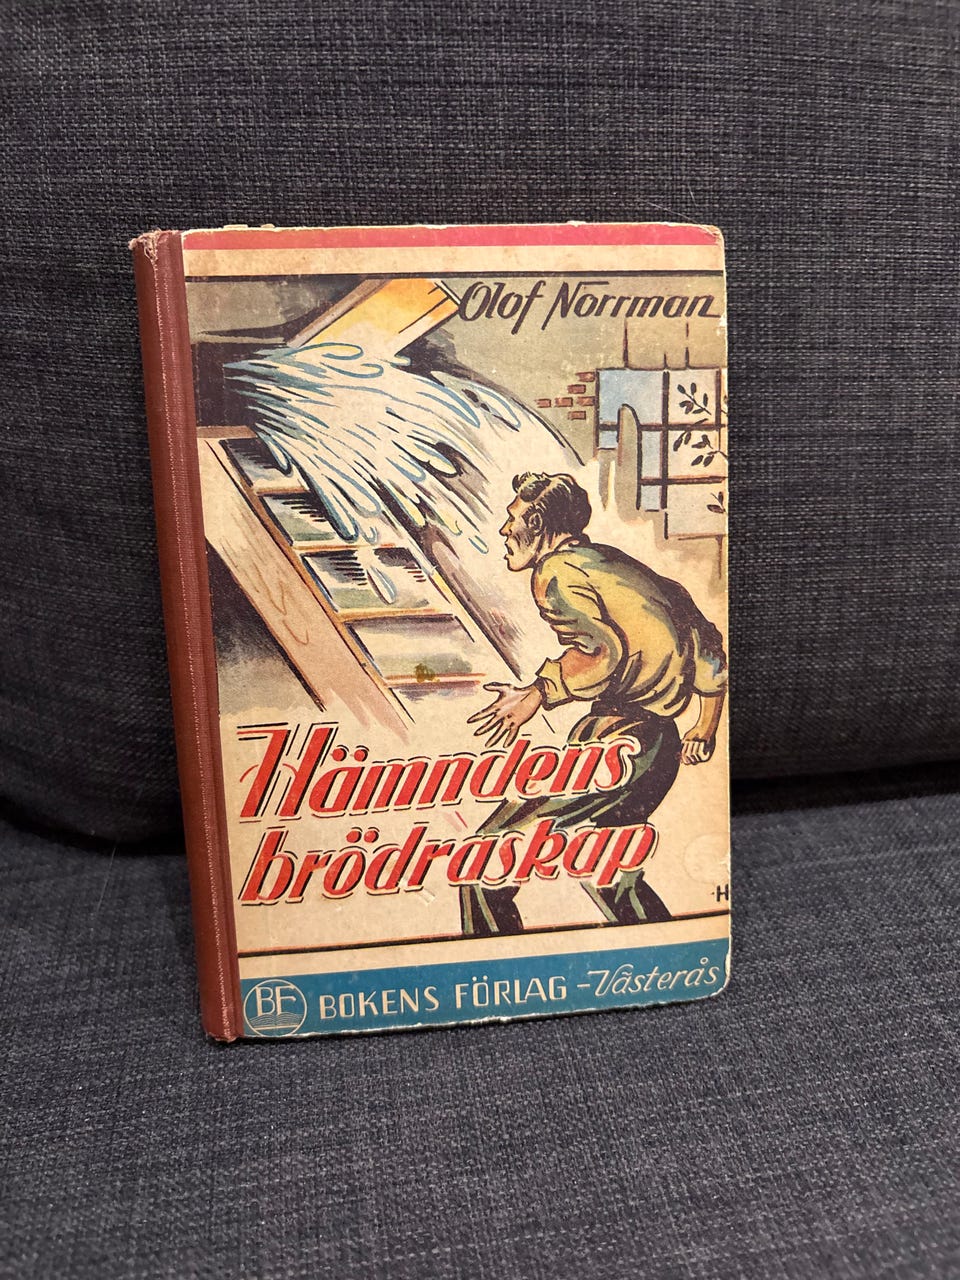 Olof Norrman
Hämndens
brödraskap
BF BOKENS FÖRLAG - Västerås